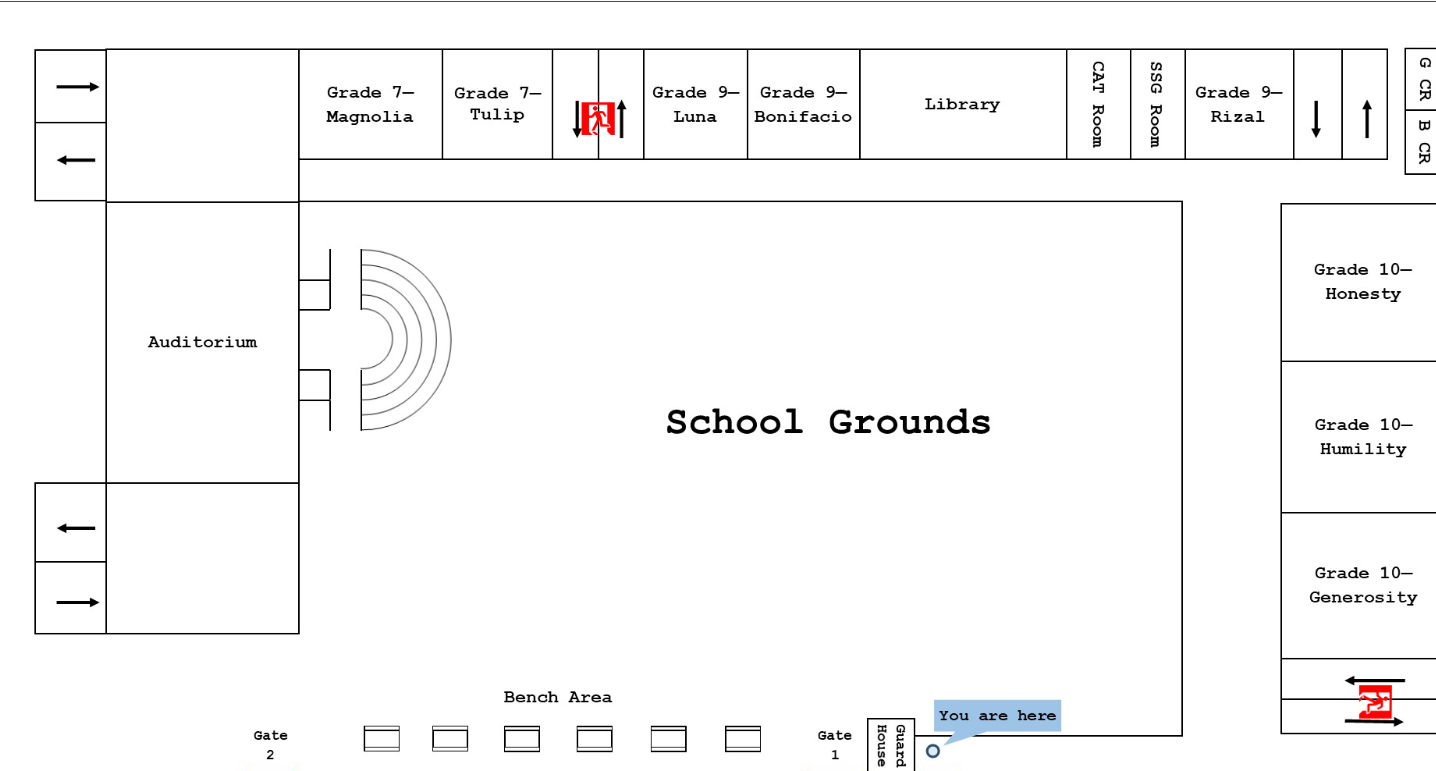 Grade 7—
Magnolia
Grade 7—
Tulip
Grade 9—
Luna
Grade 9—
Bonifacio
Library
CAT Room
SSG Room
Grade 9—
Rizal
G CR
B CR
Grade 10—
Honesty
Auditorium
School Grounds
Grade 10—
Humility
Grade 10—
Generosity
Bench Area
Gate
2
Gate
1
Guard
House
You are here